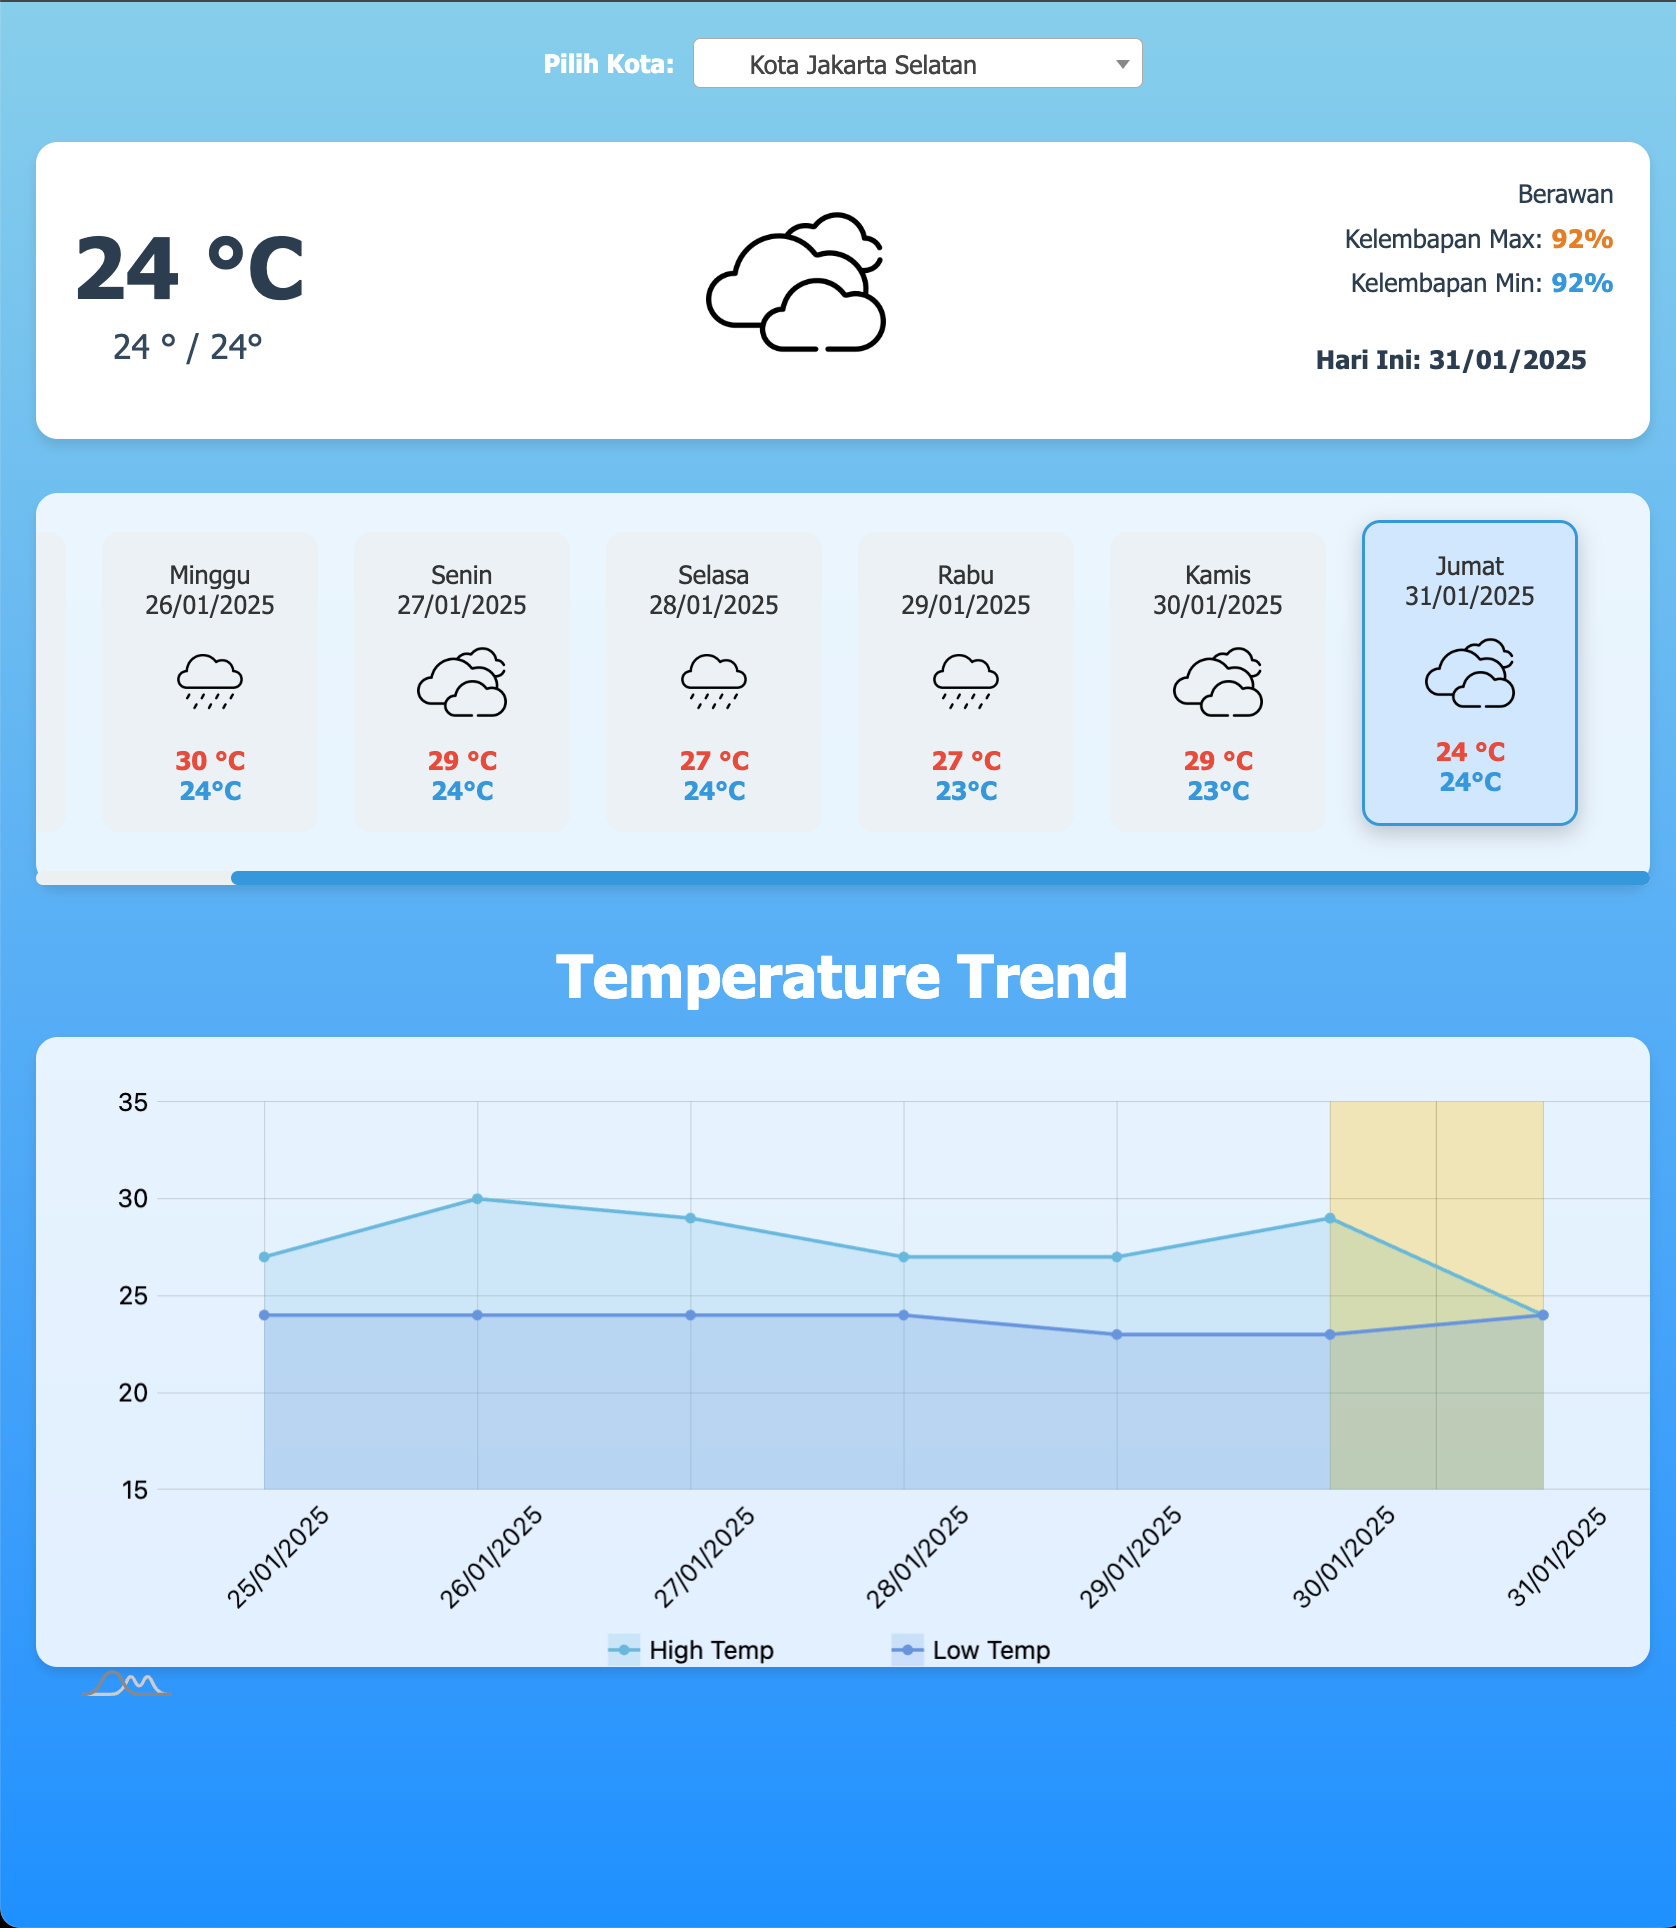 Pilih Kota: Kota Jakarta Selatan
24 °C
24 ° / 24°
Berawan
Kelembapan Max: 92%
Kelembapan Min: 92%
Hari Ini: 31/01/2025
Minggu
26/01/2025
30 °C
24°C
Senin
27/01/2025
29 °C
24°C
Selasa
28/01/2025
27 °C
24°C
Rabu
29/01/2025
27 °C
23°C
Kamis
30/01/2025
29 °C
23°C
Jumat
31/01/2025
24 °C
24°C
Temperature Trend
35
30
25
20
15
25/01/2025
26/01/2025
27/01/2025
28/01/2025
29/01/2025
30/01/2025
31/01/2025
High Temp
Low Temp